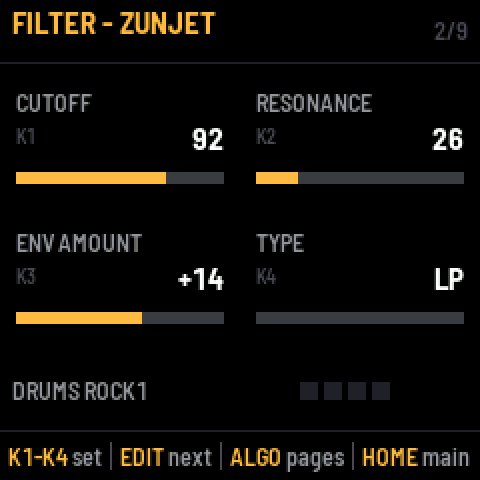 FILTER - ZUNJET 2/9
CUTOFF RESONANCE
K1 92 K2 26
ENV AMOUNT TYPE
K3 +14 K4 LP
DRUMS ROCK 1
K1-K4 set EDIT next ALGO pages HOME main